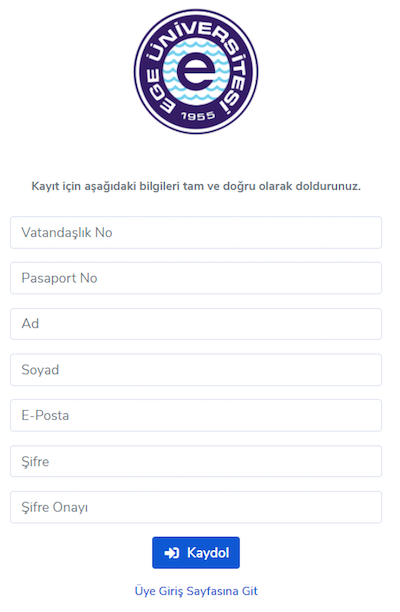 EGE ÜNİVERSİTESİ
e
1955
Kayıt için aşağıdaki bilgileri tam ve doğru olarak doldurunuz.
Vatandaşlık No
Pasaport No
Ad
Soyad
E-Posta
Şifre
Şifre Onayı
Kaydol
Üye Giriş Sayfasına Git